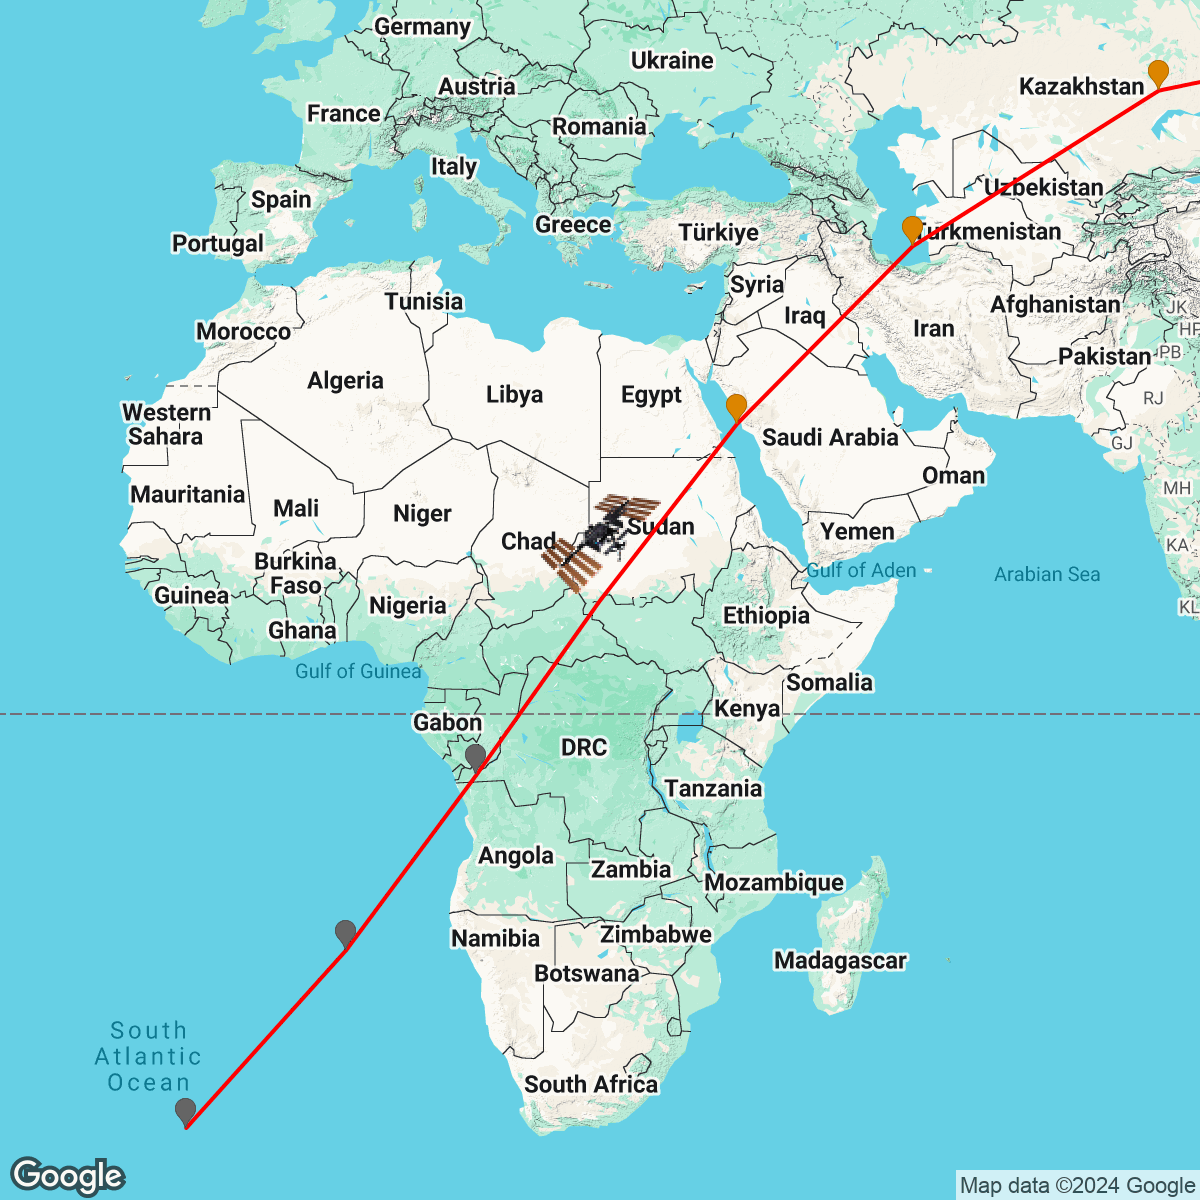 Germany
Ukraine
Austria
Kazakhstan
France
Romania
Italy
Uzbekistan
Spain
Greece
Türkiye
Turkmenistan
Portugal
Syria
Tunisia
Afghanistan
JK
Iraq
Iran
HP
Morocco
Pakistan
PB
Algeria
Libya
Egypt
RJ
Western
Sahara
Saudi Arabia
GJ
Oman
Mauritania
MH
Mali
Niger
Chad
Sudan
Yemen
KA
Burkina
Faso
Gulf of Aden
Arabian Sea
Guinea
Nigeria
Ethiopia
KL
Ghana
Gulf of Guinea
Somalia
Gabon
Kenya
DRC
Tanzania
Angola
Zambia
Mozambique
Namibia
Zimbabwe
Botswana
Madagascar
South
Atlantic
Ocean
South Africa
Google
Map data ©2024 Google